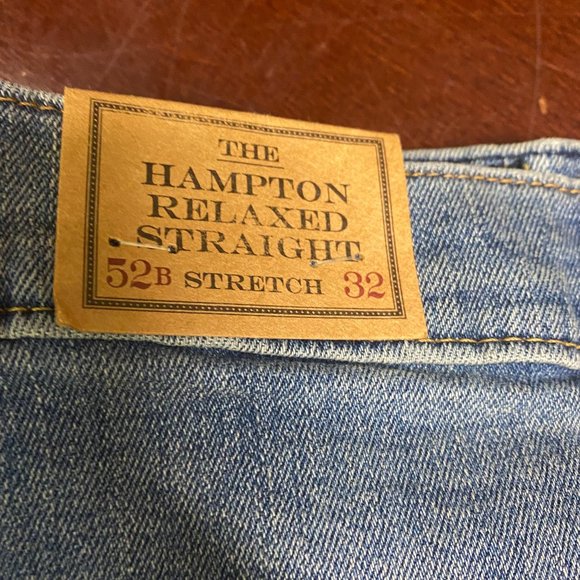 THE
HAMPTON
RELAXED
STRAIGHT
52B STRETCH 32